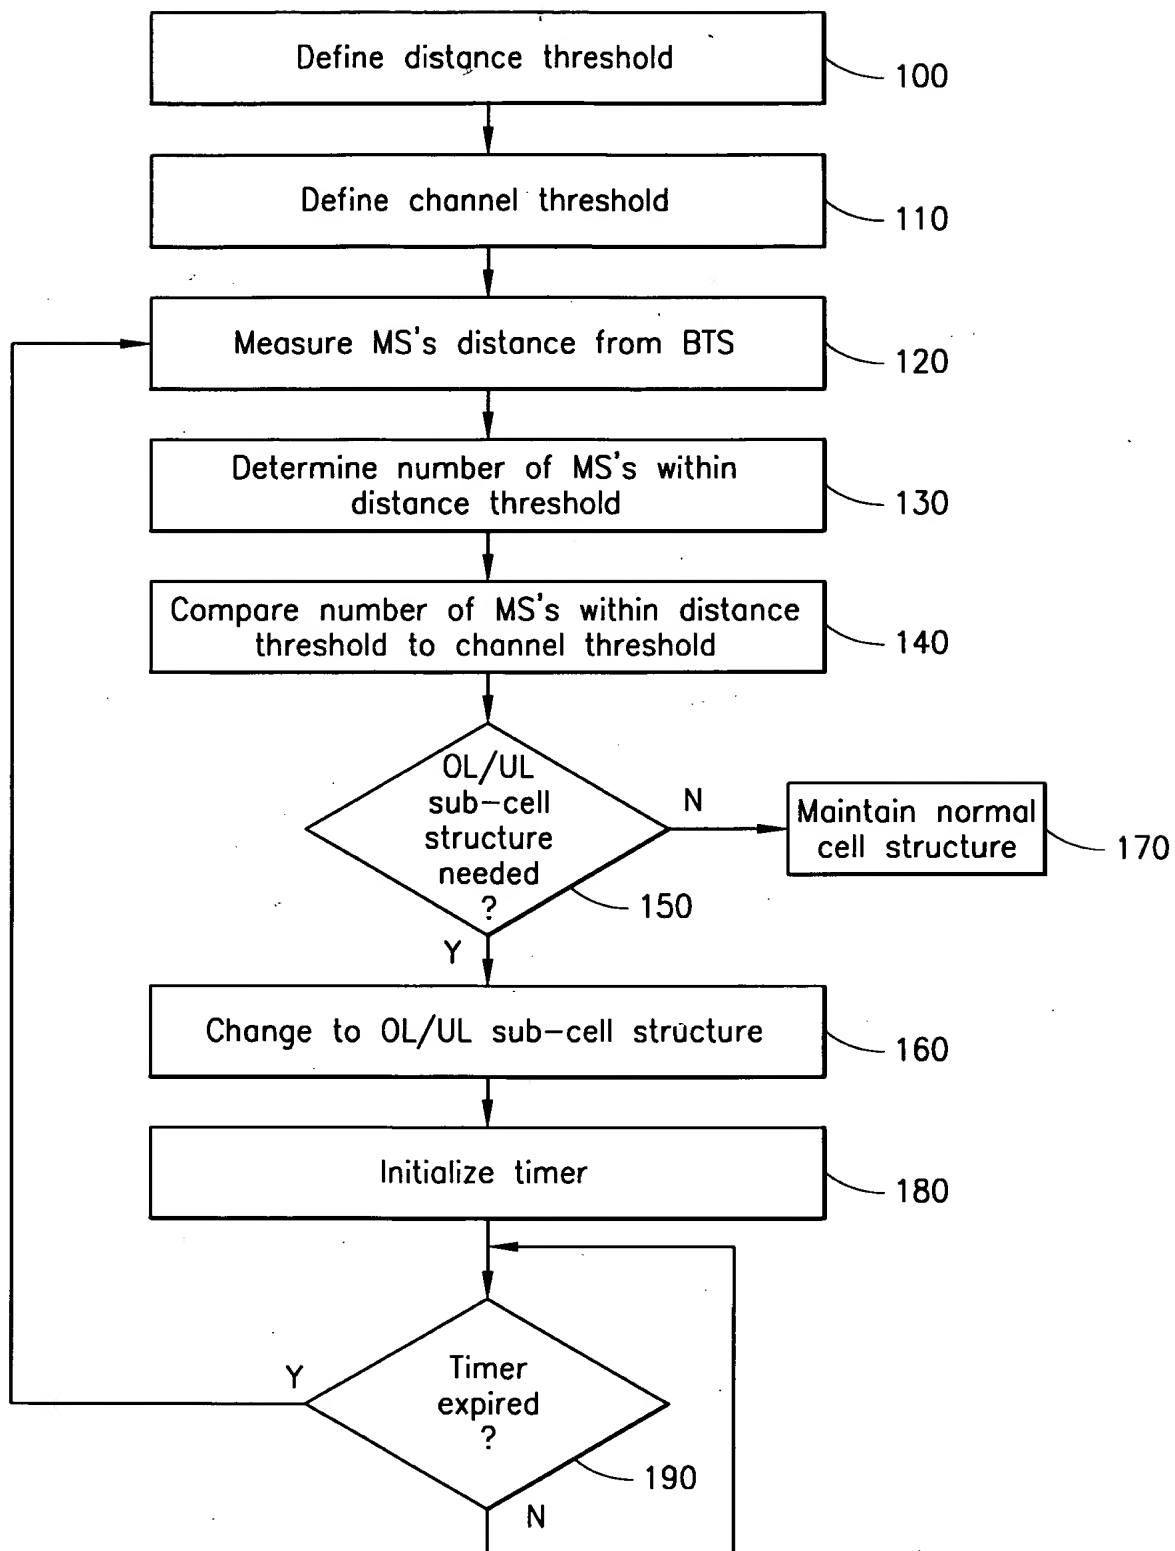 Define distance threshold
100
Define channel threshold
110
Measure MS's distance from BTS
120
Determine number of MS's within
distance threshold
130
Compare number of MS's within distance
threshold to channel threshold
140
OL/UL
sub-cell
structure
needed
?
150
N
Maintain normal
cell structure
170
Y
Change to OL/UL sub-cell structure
160
Initialize timer
180
Timer
expired
?
190
Y
N